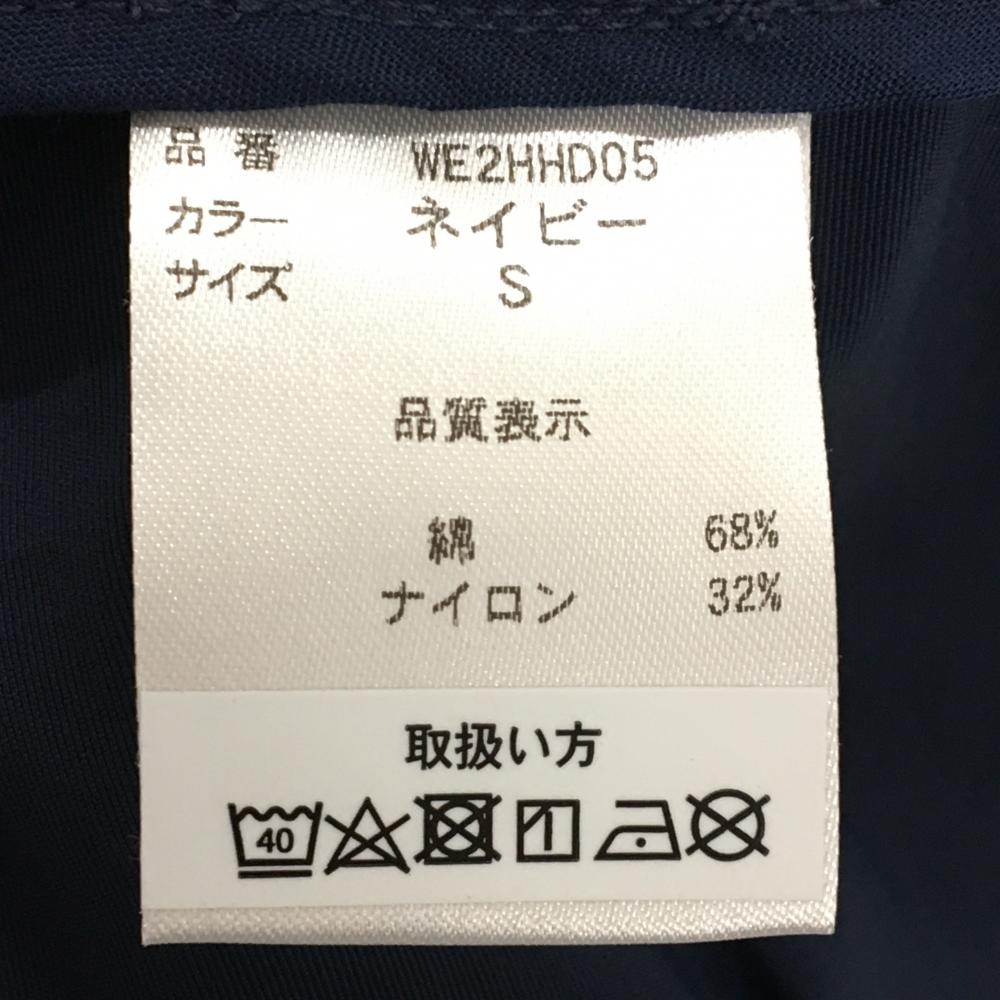 品番 WE2HHD05
カラー ネイビー
サイズ S
品質表示
綿 68%
ナイロン 32%
取扱い方
40